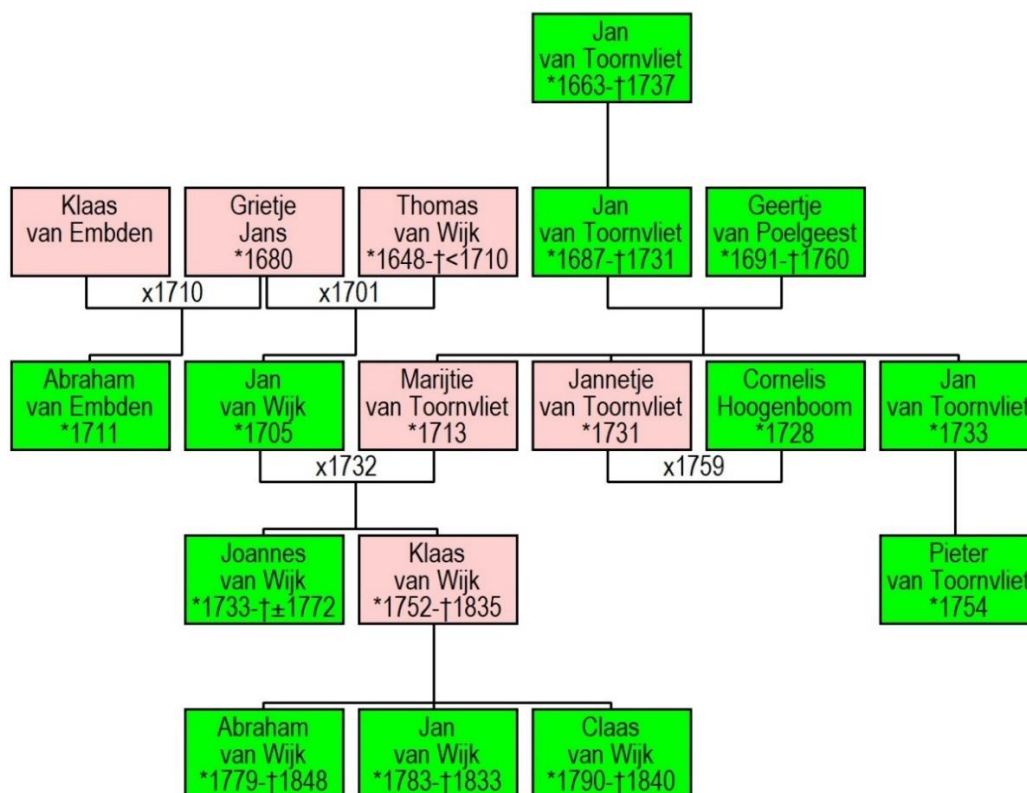 Jan
van Toornvliet
*1663-†1737
Klaas
van Embden
Grietje
Jans
*1680
Thomas
van Wijk
*1648-†<1710
Jan
van Toornvliet
*1687-†1731
Geertje
van Poelgeest
*1691-†1760
x1710
x1701
Abraham
van Embden
*1711
Jan
van Wijk
*1705
Marijtie
van Toornvliet
*1713
Jannetje
van Toornvliet
*1731
Cornelis
Hoogenboom
*1728
Jan
van Toornvliet
*1733
x1732
x1759
Joannes
van Wijk
*1733-†±1772
Klaas
van Wijk
*1752-†1835
Pieter
van Toornvliet
*1754
Abraham
van Wijk
*1779-†1848
Jan
van Wijk
*1783-†1833
Claas
van Wijk
*1790-†1840